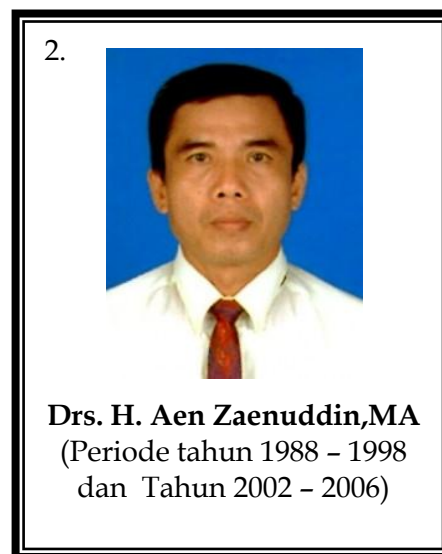 2.
Drs. H. Aen Zaenuddin,MA
(Periode tahun 1988 – 1998
dan  Tahun 2002 – 2006)